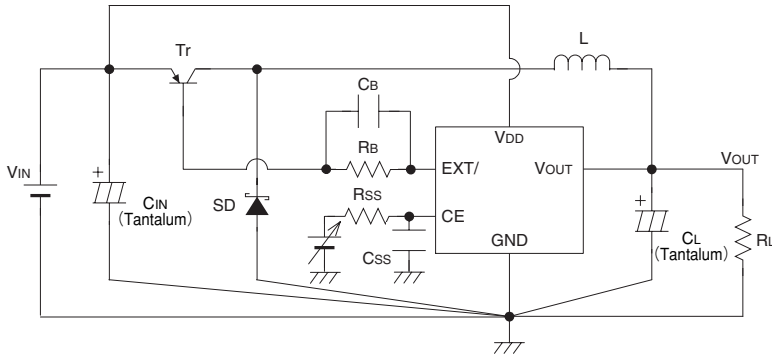 Tr
L
CB
VDD
RB
EXT/
VOUT
VOUT
VIN
+
CIN
(Tantalum)
SD
RSS
CE
CSS
GND
+
CL
(Tantalum)
RL